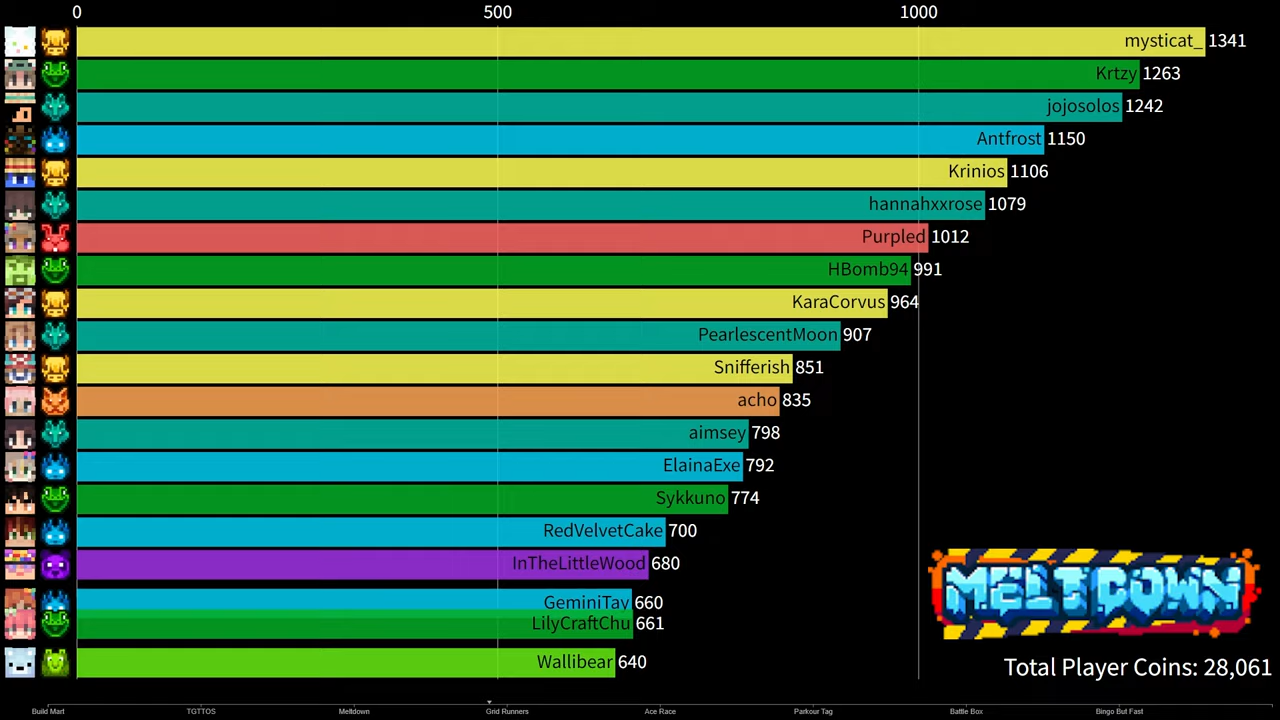 0 500 1000
mysticat_ 1341
Krtzy 1263
jojosolos 1242
Antfrost 1150
Krinios 1106
hannahxxrose 1079
Purpled 1012
HBomb94 991
KaraCorvus 964
PearlescentMoon 907
Snifferish 851
acho 835
aimsey 798
ElainaExe 792
Sykkuno 774
RedVelvetCake 700
InTheLittleWood 680
GeminiTay 660
LilyCraftChu 661
Wallibear 640
MELTDOWN
Total Player Coins: 28,061
Build Mart TGTTOS Meltdown Grid Runners Ace Race Parkour Tag Battle Box Bingo But Fast